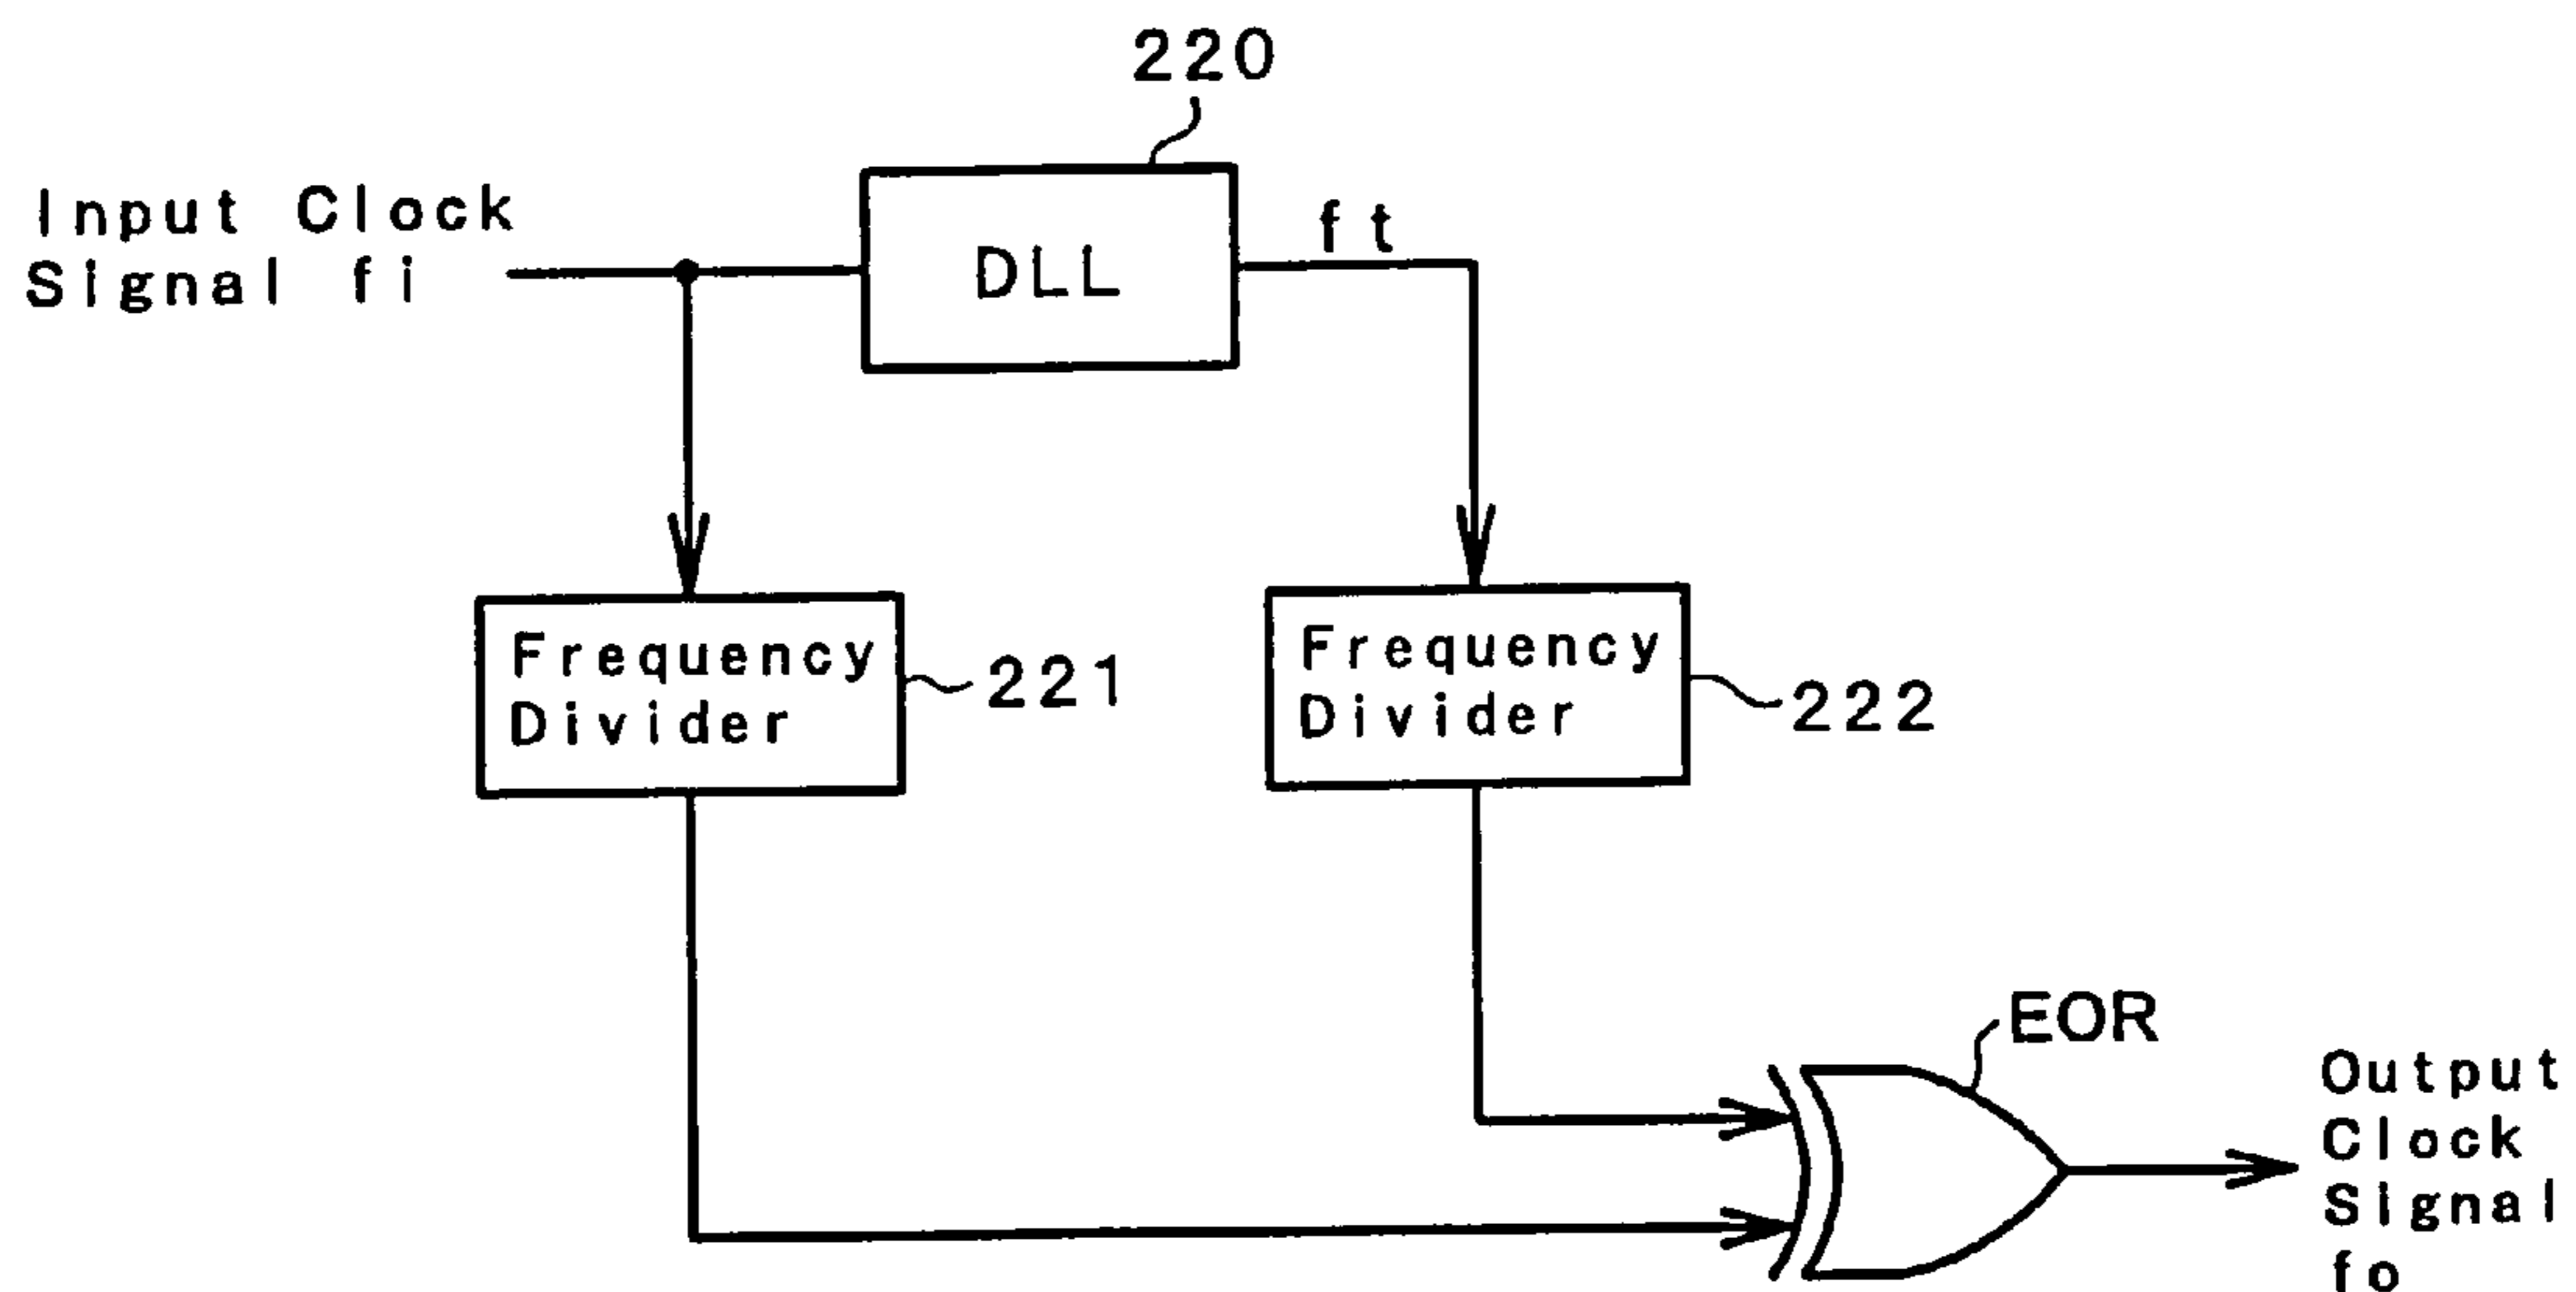 220
Input Clock
Signal fi
DLL
ft
Frequency
Divider
221
Frequency
Divider
222
EOR
Output
Clock
Signal
fo